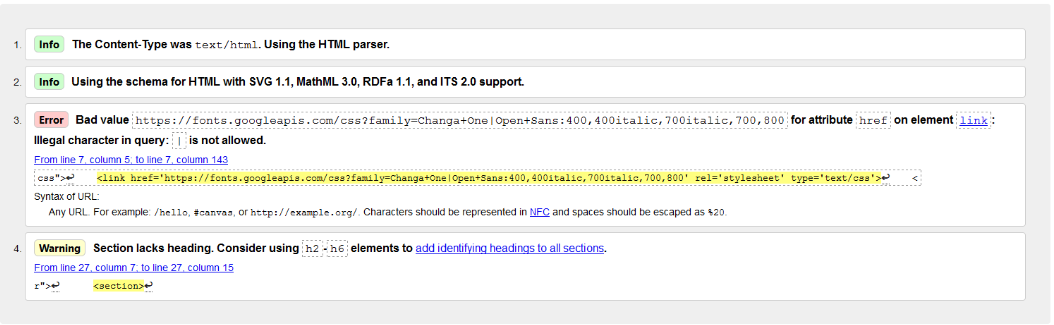 1. Info The Content-Type was text/html. Using the HTML parser.
2. Info Using the schema for HTML with SVG 1.1, MathML 3.0, RDFa 1.1, and ITS 2.0 support.
3. Error Bad value https://fonts.googleapis.com/css?family=Changa+One|Open+Sans:400,400italic,700italic,700,800 for attribute href on element link:
Illegal character in query: | is not allowed.
From line 7, column 5; to line 7, column 143
css">↩ <link href='https://fonts.googleapis.com/css?family=Changa+One|Open+Sans:400,400italic,700italic,700,800' rel='stylesheet' type='text/css'>↩ <
Syntax of URL:
Any URL. For example: /hello, #canvas, or http://example.org/. Characters should be represented in NFC and spaces should be escaped as %20.
4. Warning Section lacks heading. Consider using h2-h6 elements to add identifying headings to all sections.
From line 27, column 7; to line 27, column 15
r">↩ <section>↩